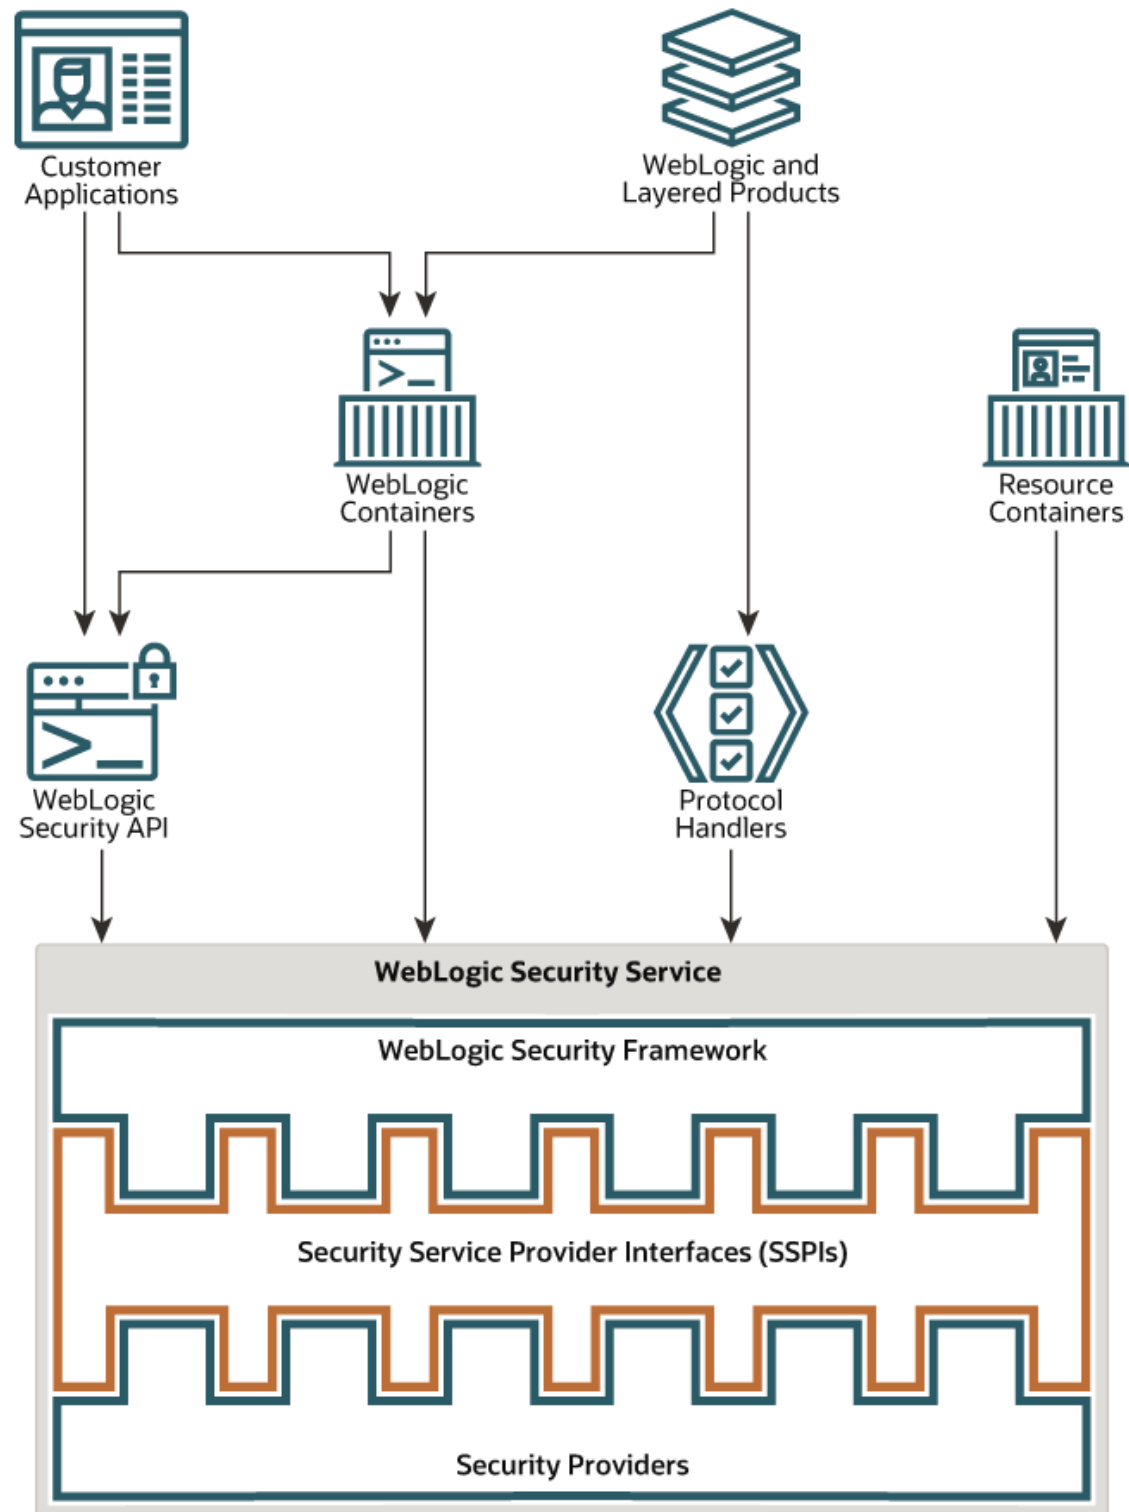 Customer
Applications
WebLogic and
Layered Products
WebLogic
Containers
Resource
Containers
WebLogic
Security API
Protocol
Handlers
WebLogic Security Service
WebLogic Security Framework
Security Service Provider Interfaces (SSPIs)
Security Providers